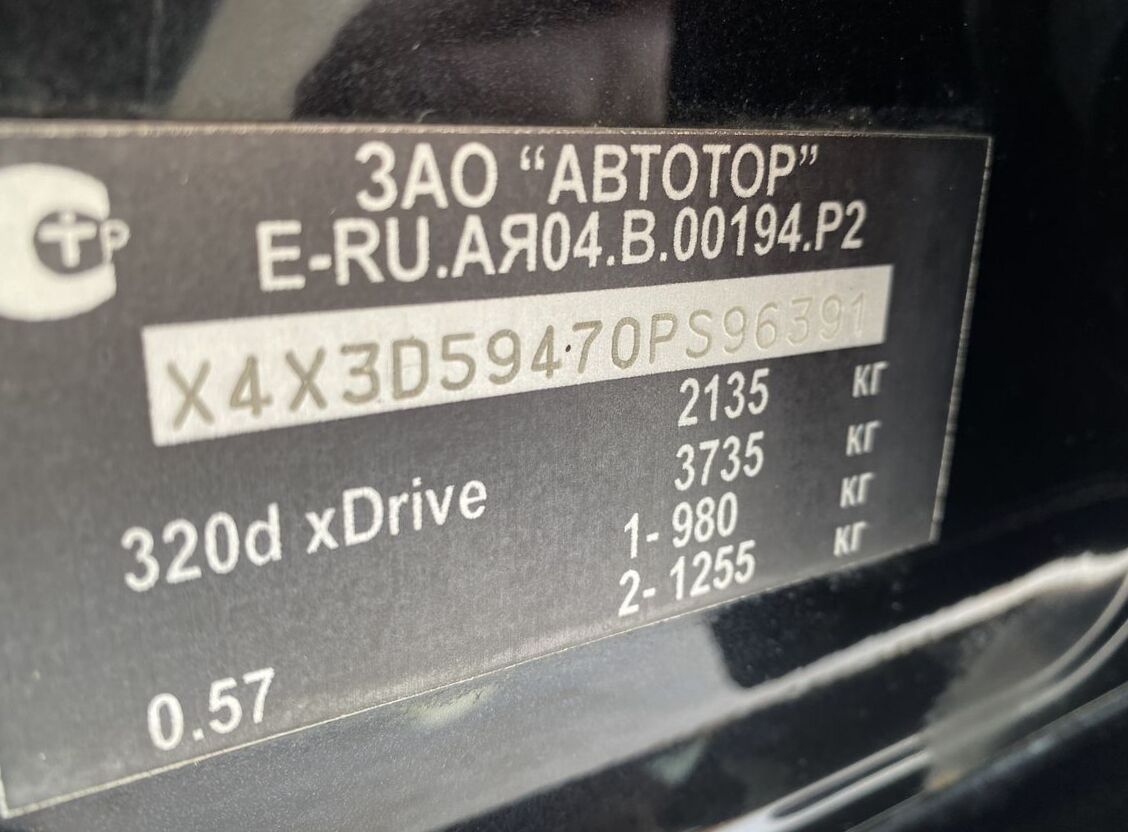 ЗАО “АВТОТОР”
E-RU.АЯ04.В.00194.Р2
X4X3D59470PS96391
2135 кг
3735 кг
320d xDrive
1- 980 кг
2- 1255 кг
0.57